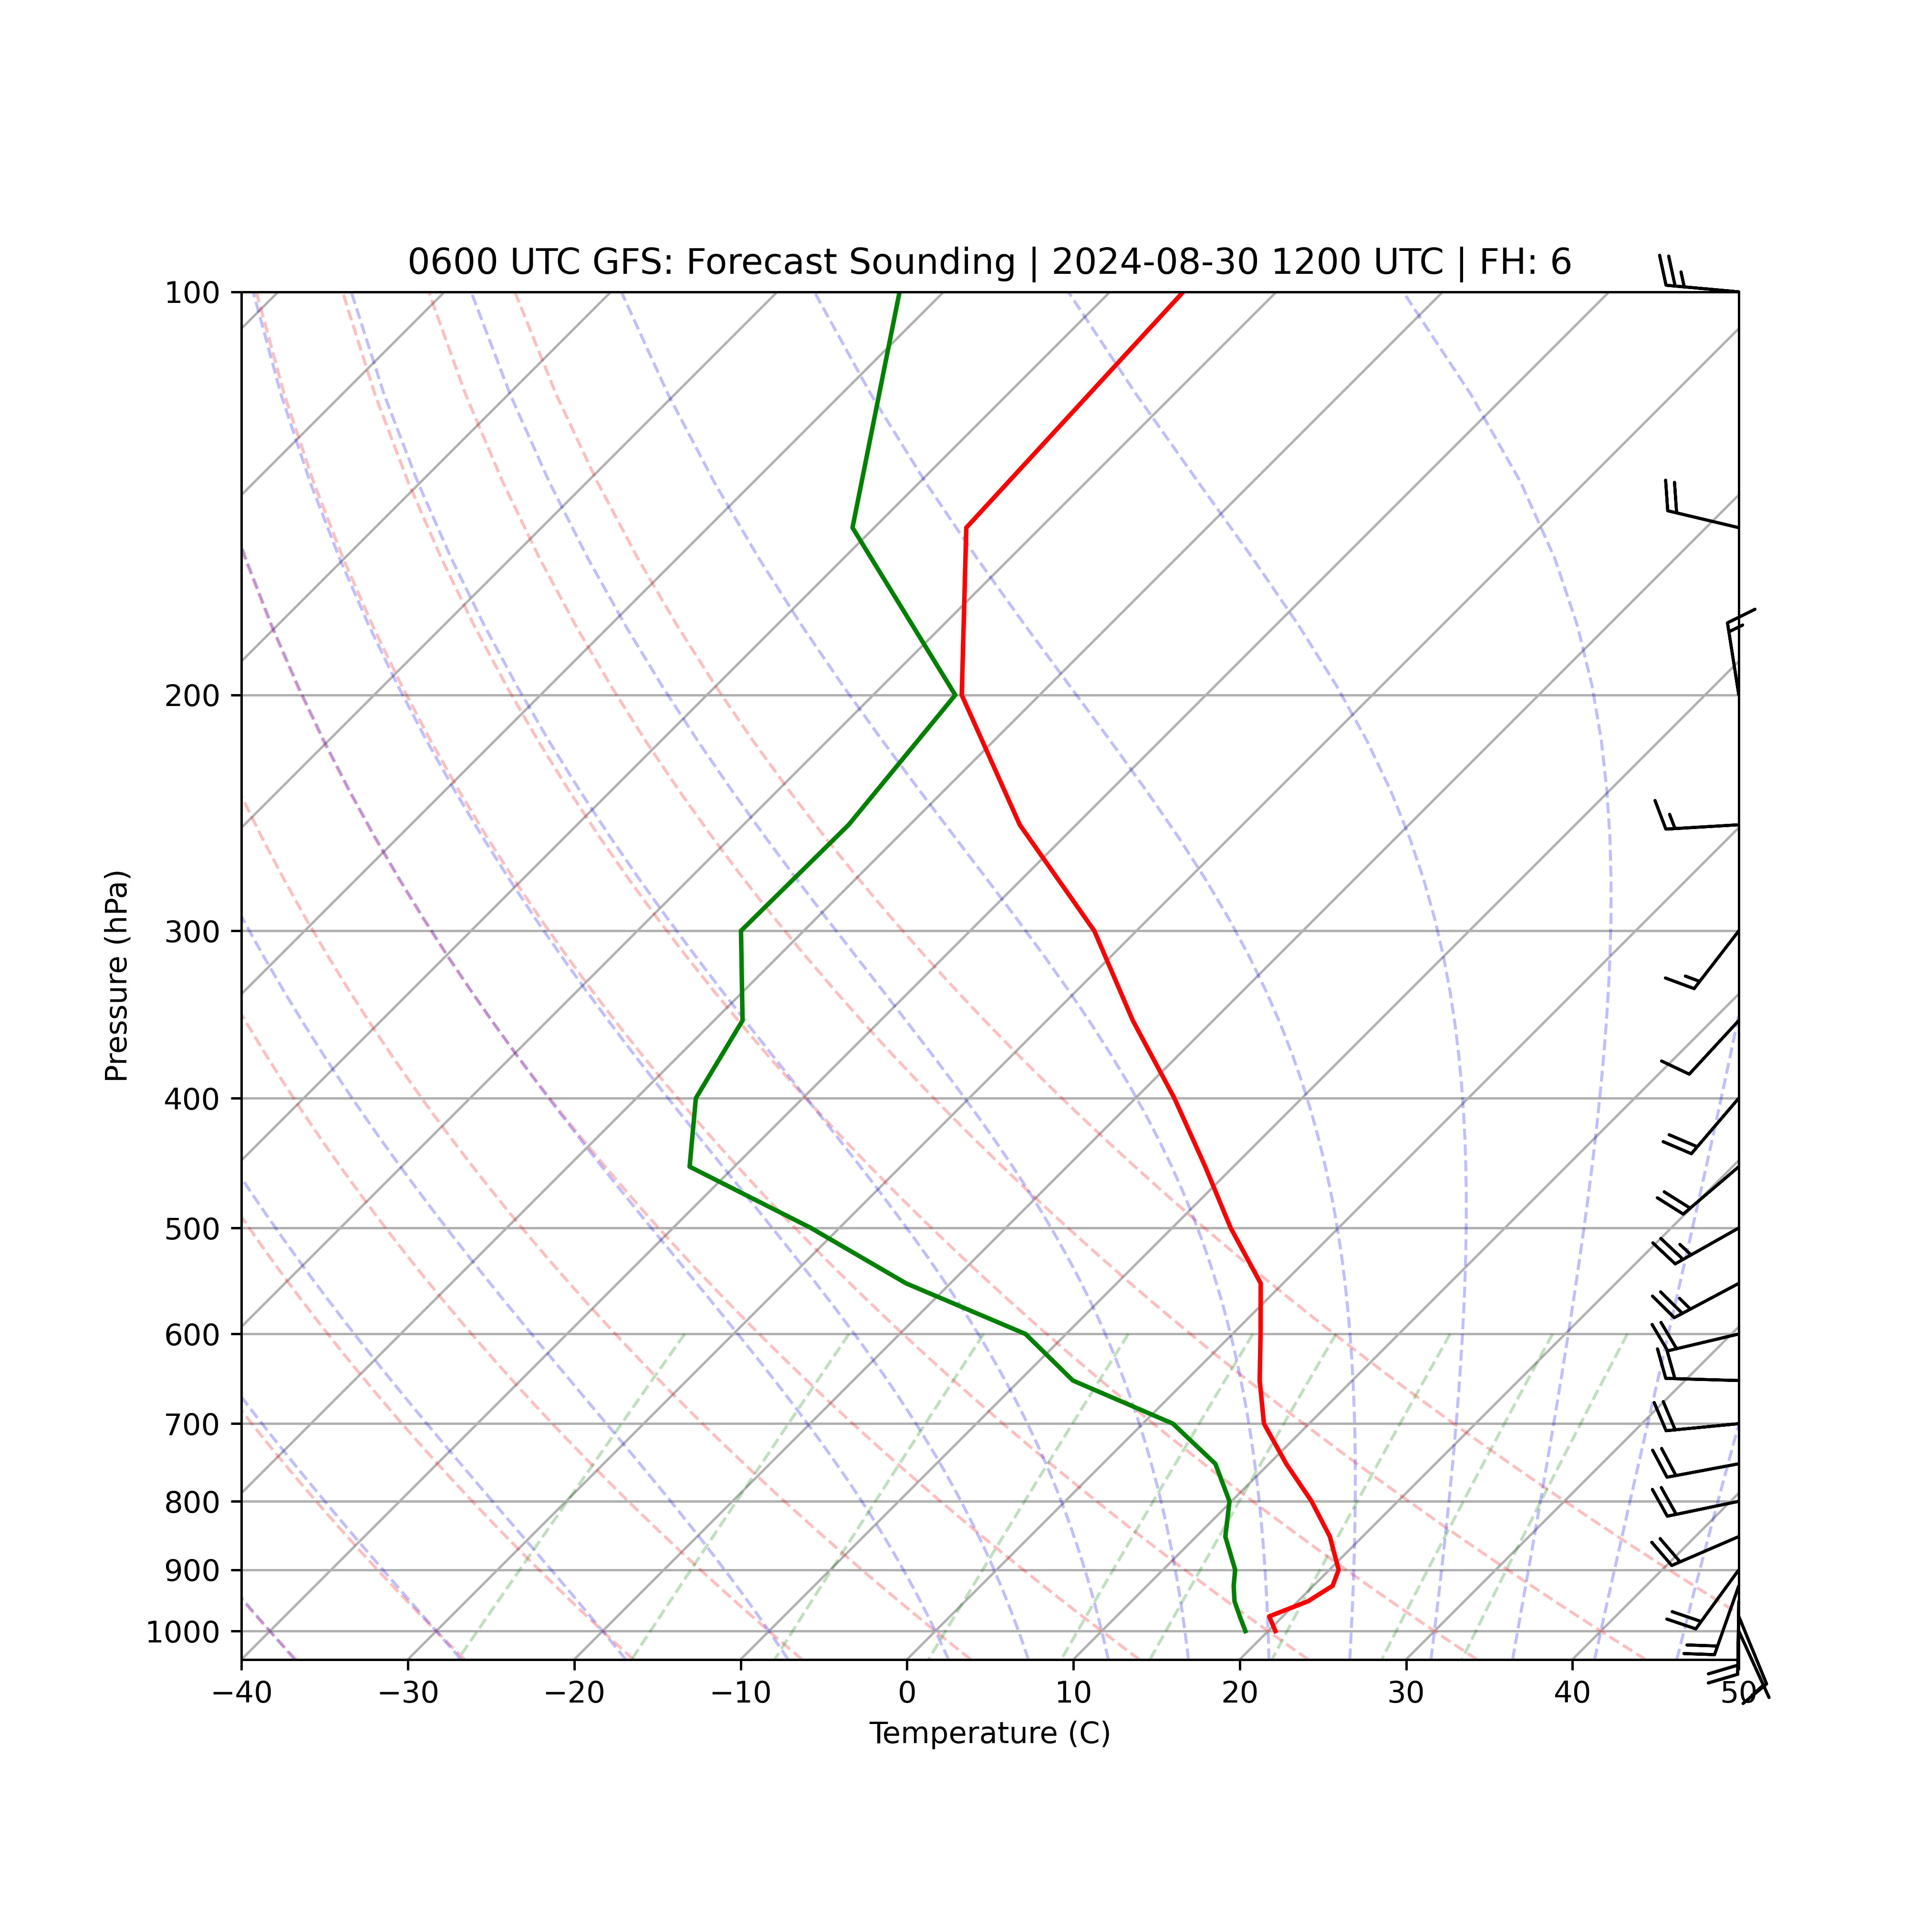 0600 UTC GFS: Forecast Sounding | 2024-08-30 1200 UTC | FH: 6
100
200
300
400
500
600
700
800
900
1000
Pressure (hPa)
−40 −30 −20 −10 0 10 20 30 40 50
Temperature (C)